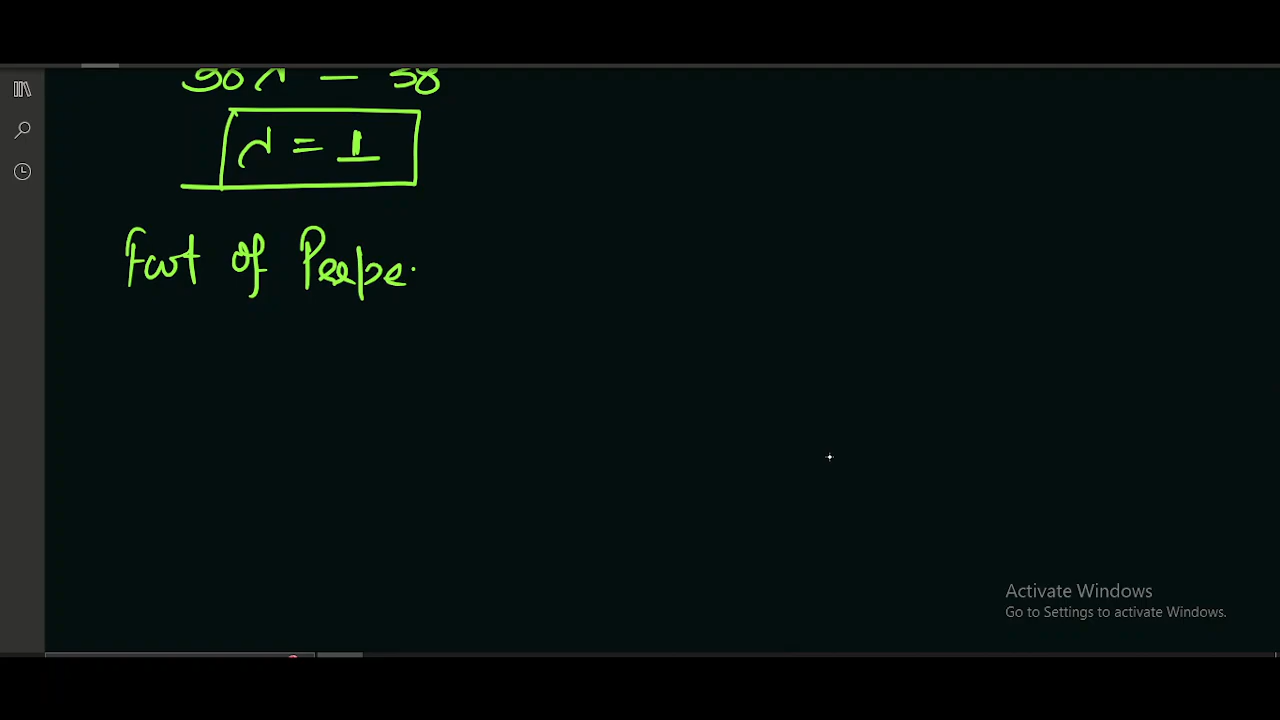 λ = 1
Foot of Perpe.
Activate Windows
Go to Settings to activate Windows.